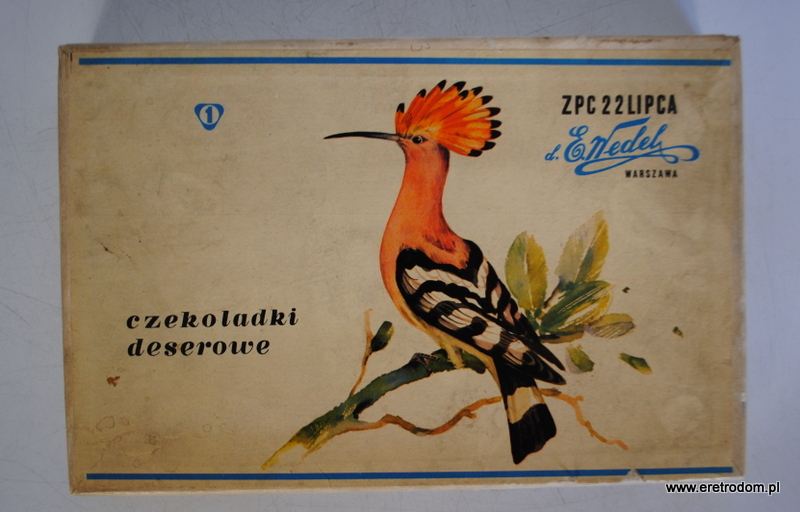 1
ZPC 22 LIPCA
d. E. Wedel
WARSZAWA
czekoladki
deserowe
www.eretrodom.pl